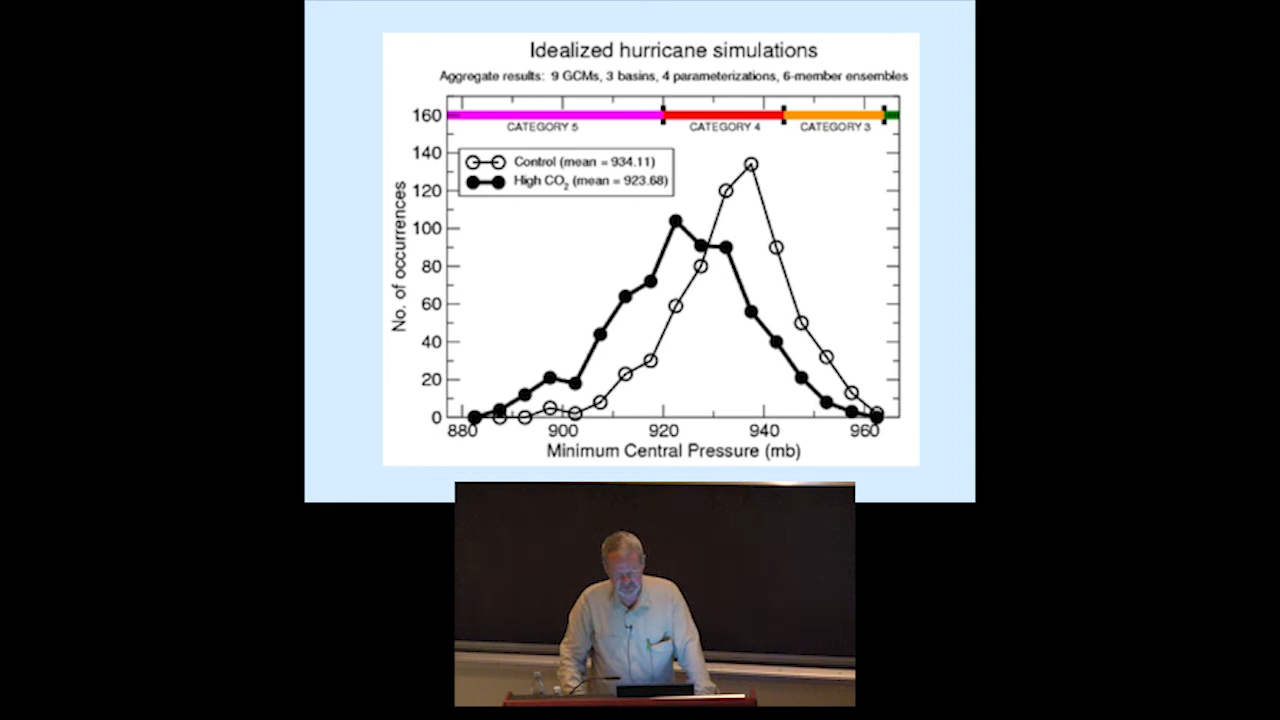 Idealized hurricane simulations
Aggregate results: 9 GCMs, 3 basins, 4 parameterizations, 6-member ensembles
160
CATEGORY 5 CATEGORY 4 CATEGORY 3
140
Control (mean = 934.11)
High CO2 (mean = 923.68)
120
100
80
60
40
20
0
No. of occurrences
880 900 920 940 960
Minimum Central Pressure (mb)